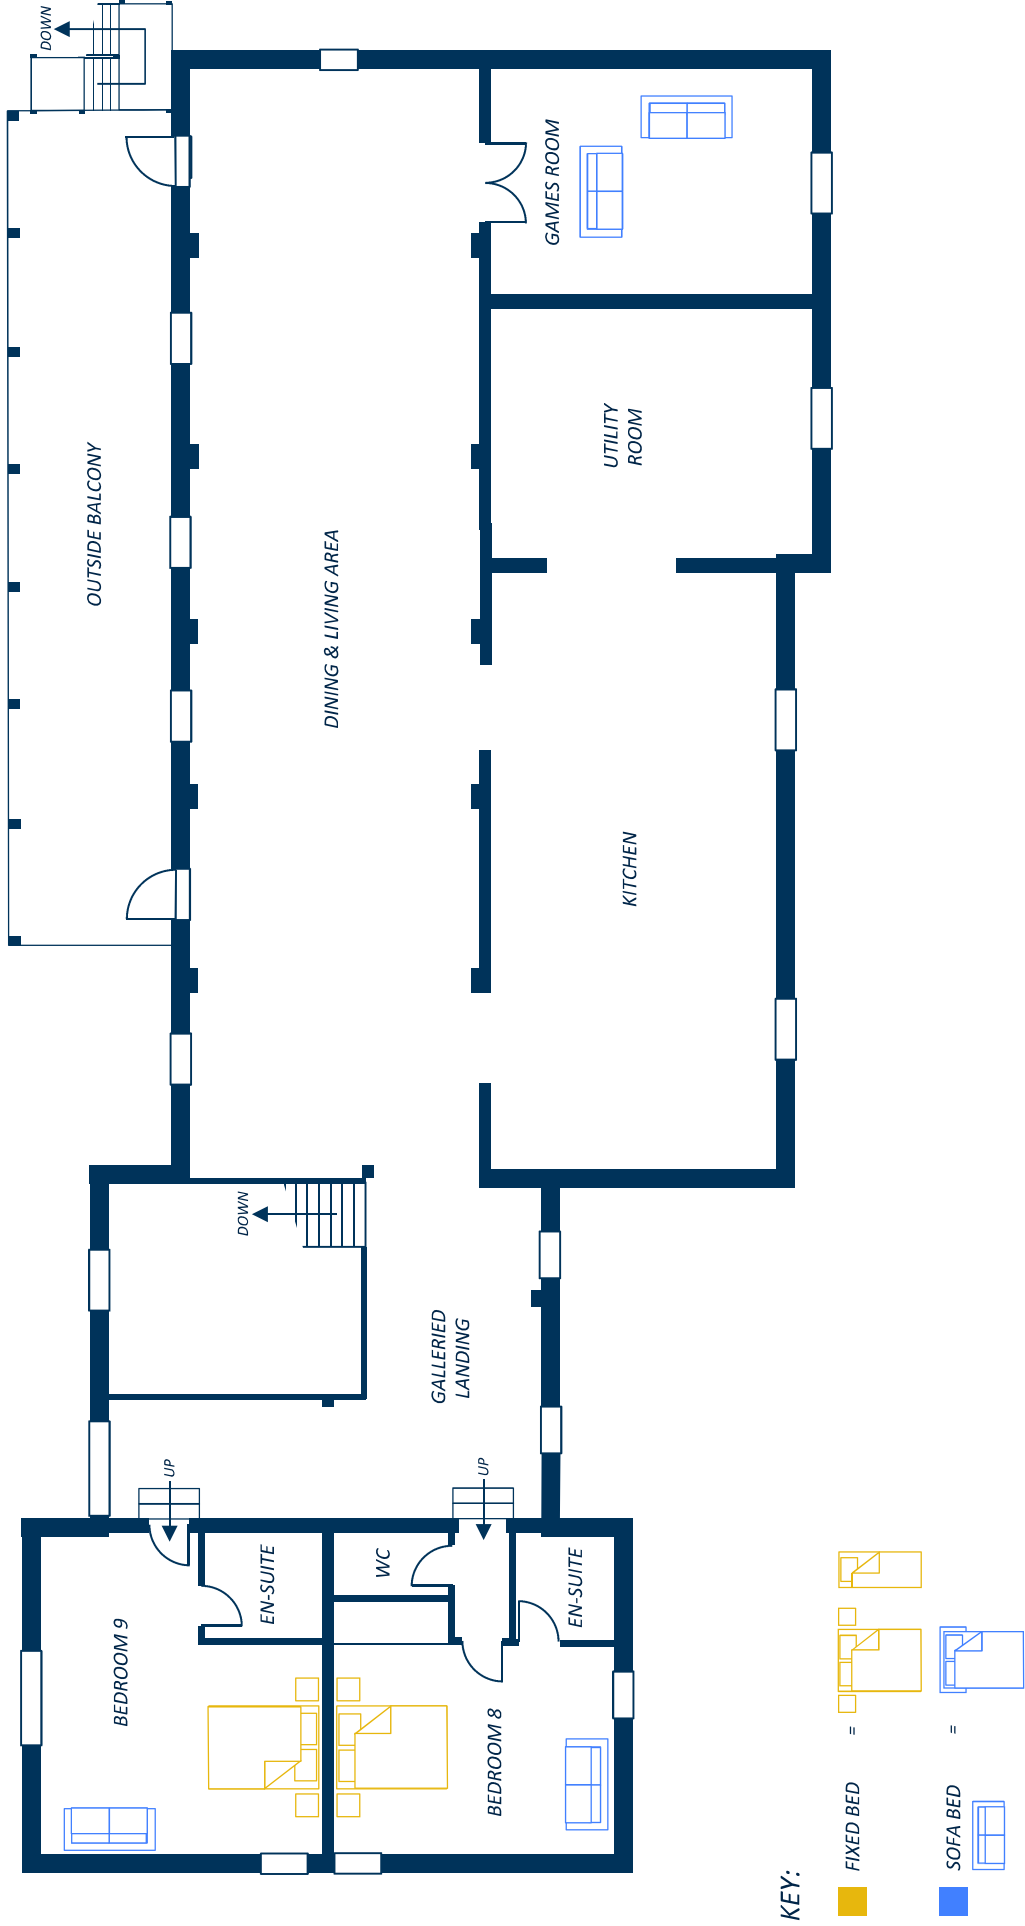 DOWN
GAMES ROOM
OUTSIDE BALCONY
UTILITY
ROOM
DINING & LIVING AREA
KITCHEN
DOWN
GALLERIED
LANDING
UP
UP
EN-SUITE
WC
EN-SUITE
BEDROOM 9
BEDROOM 8
KEY:
FIXED BED =
SOFA BED =